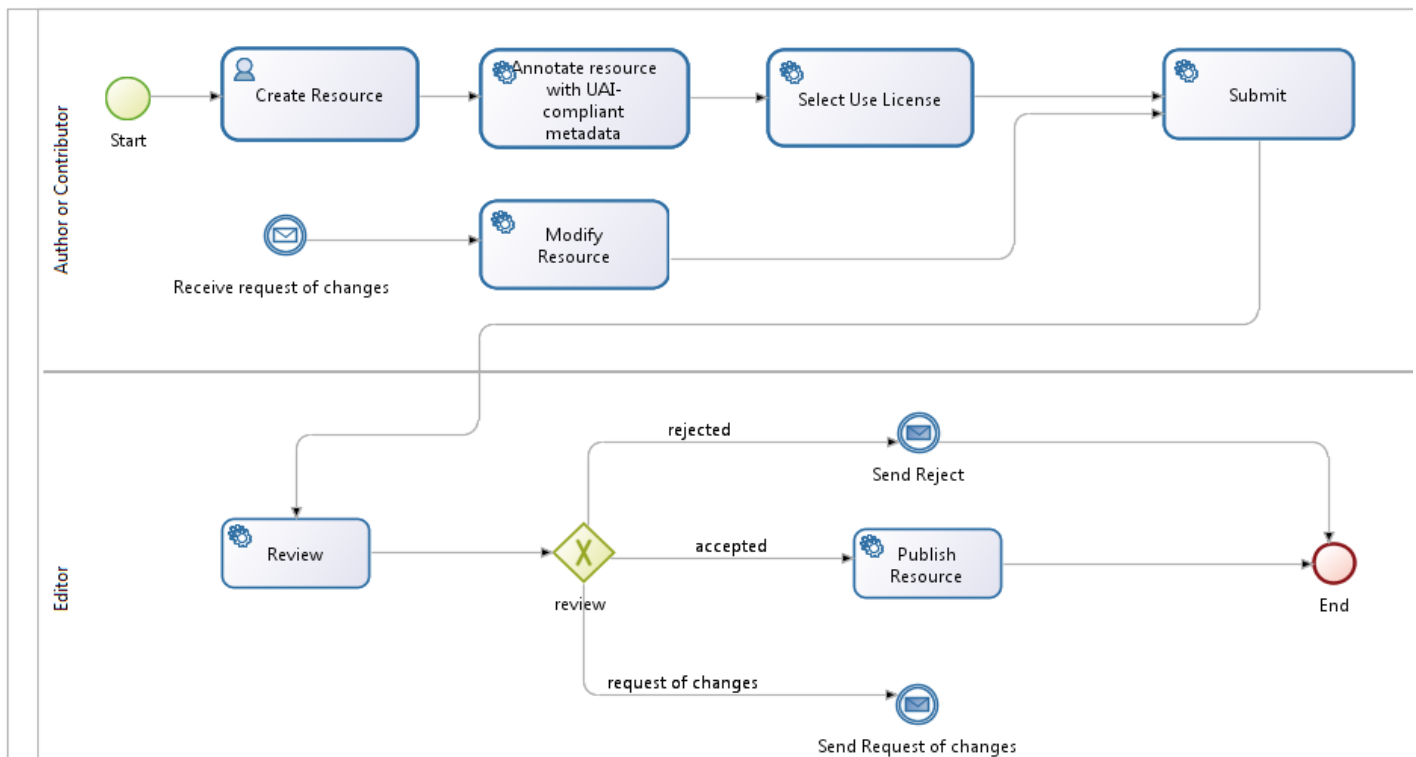 Author or Contributor
Start
Create Resource
Annotate resource
with UAI-
compliant
metadata
Select Use License
Submit
Receive request of changes
Modify
Resource
Editor
Review
review
rejected
Send Reject
accepted
Publish
Resource
End
request of changes
Send Request of changes